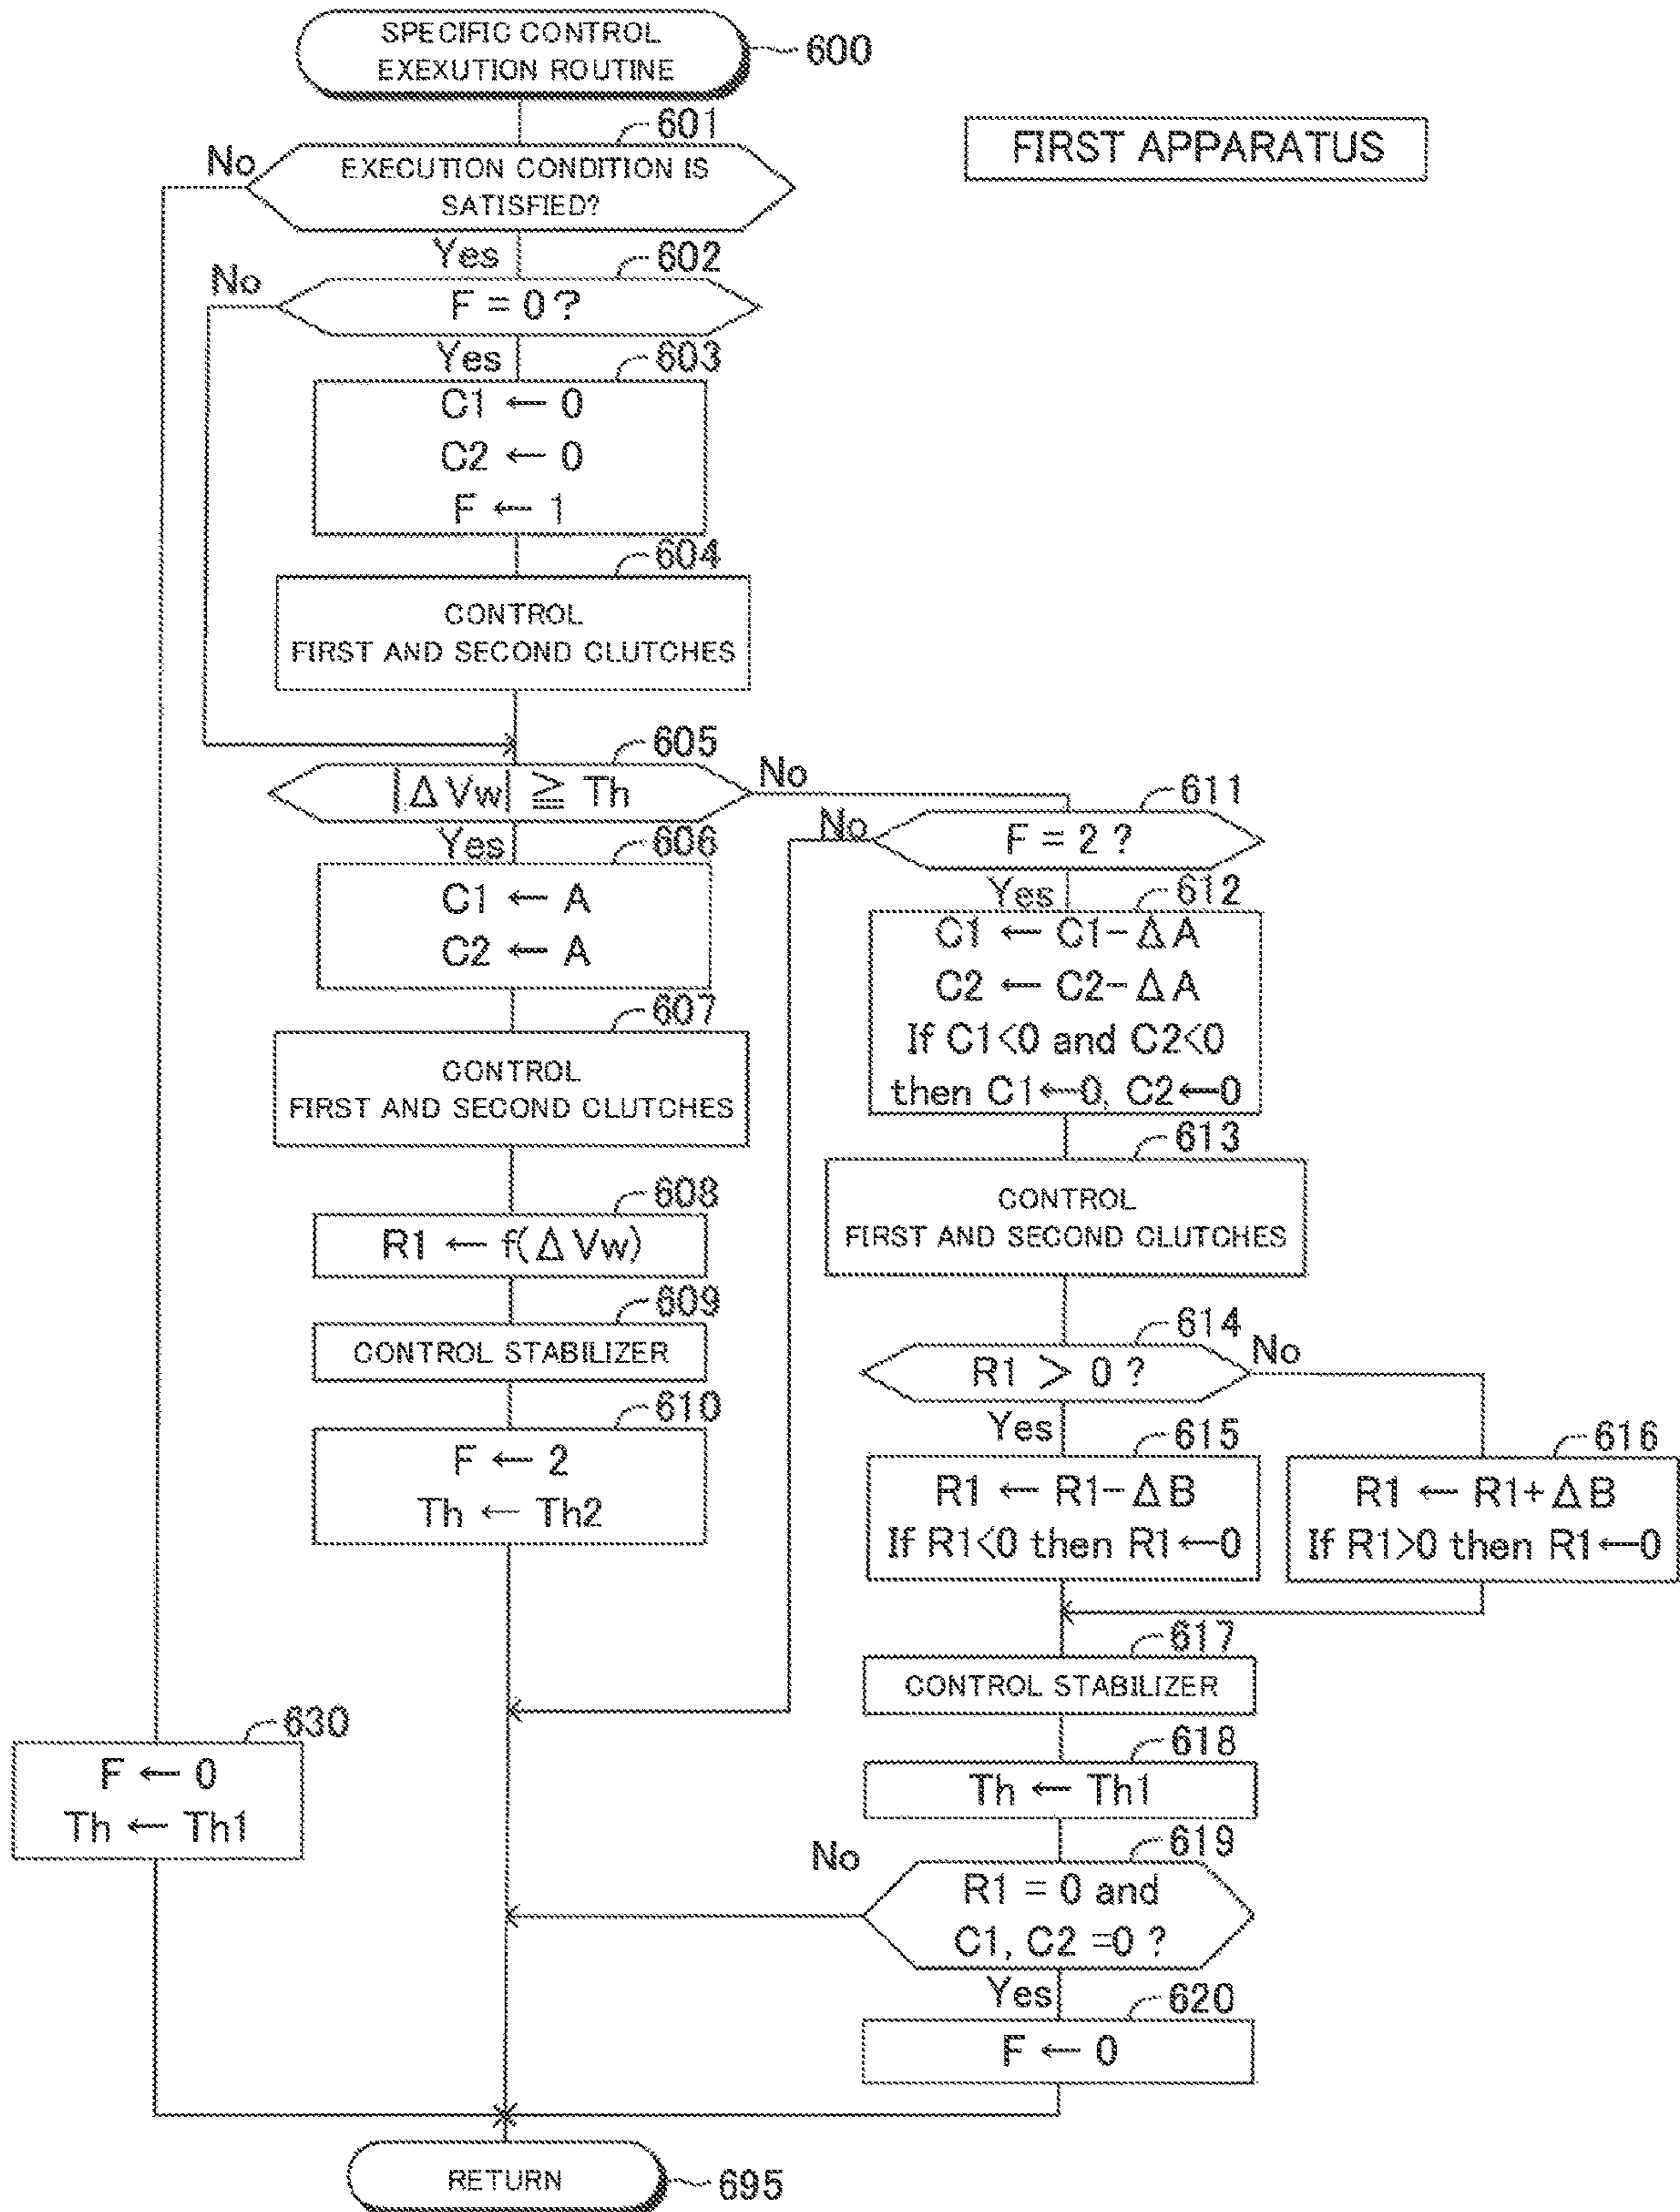 SPECIFIC CONTROL
EXEXUTION ROUTINE
600
FIRST APPARATUS
601
No
EXECUTION CONDITION IS
SATISFIED?
Yes
602
No
F = 0 ?
Yes
603
C1 ← 0
C2 ← 0
F ← 1
604
CONTROL
FIRST AND SECOND CLUTCHES
605
|Δ Vw| ≧ Th
No
Yes
606
C1 ← A
C2 ← A
607
CONTROL
FIRST AND SECOND CLUTCHES
608
R1 ← f(Δ Vw)
609
CONTROL STABILIZER
610
F ← 2
Th ← Th2
611
No
F = 2 ?
Yes
612
C1 ← C1-Δ A
C2 ← C2-Δ A
If C1<0 and C2<0
then C1←0, C2←0
613
CONTROL
FIRST AND SECOND CLUTCHES
614
R1 > 0 ?
No
Yes
615
R1 ← R1-Δ B
If R1<0 then R1←0
616
R1 ← R1+Δ B
If R1>0 then R1←0
617
CONTROL STABILIZER
618
Th ← Th1
619
No
R1 = 0 and
C1, C2 =0 ?
Yes
620
F ← 0
630
F ← 0
Th ← Th1
RETURN
695